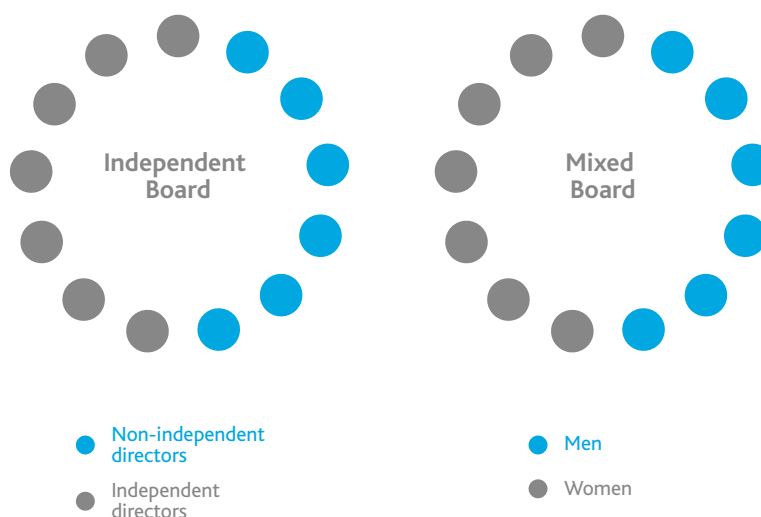 Independent
Board
Mixed
Board
Non-independent
directors
Independent
directors
Men
Women